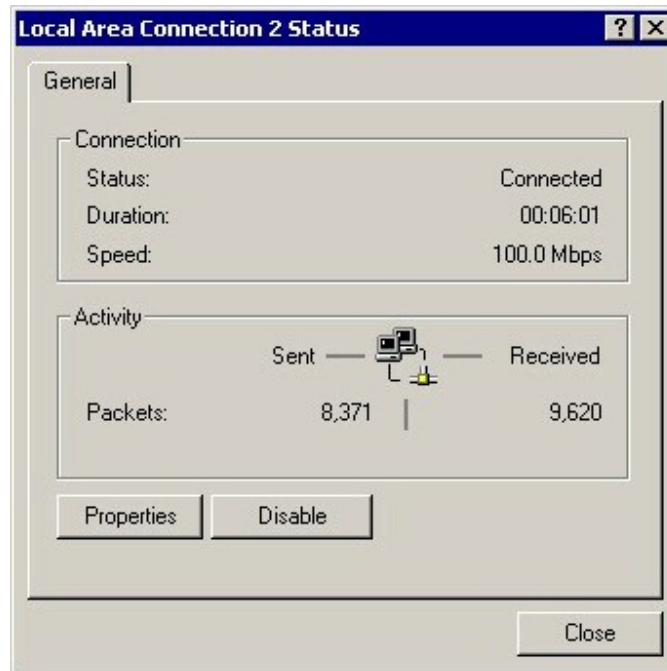 Local Area Connection 2 Status
General
Connection
Status: Connected
Duration: 00:06:01
Speed: 100.0 Mbps
Activity
Sent Received
Packets: 8,371 9,620
Properties Disable
Close